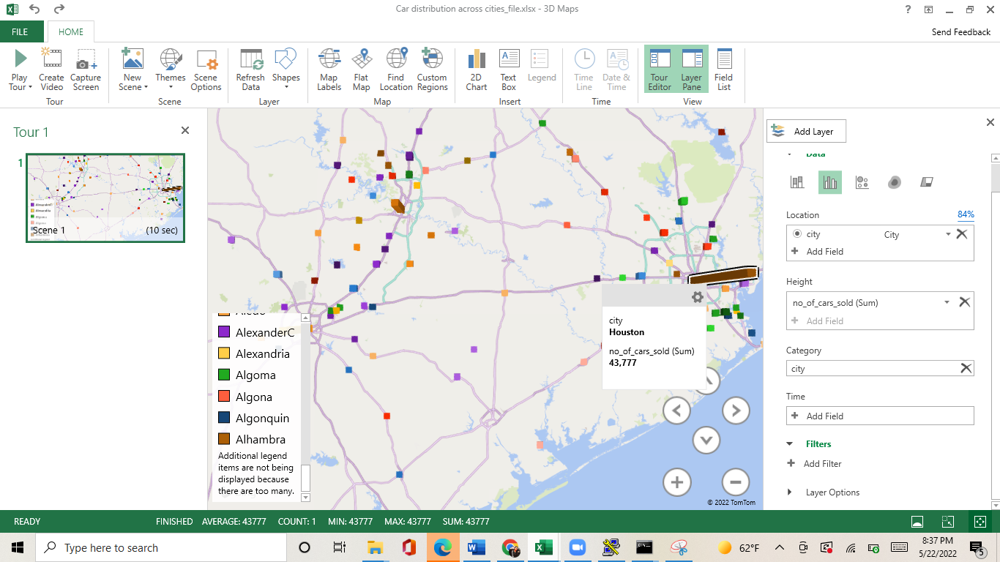 Car distribution across cities_file.xlsx - 3D Maps
?
FILE
HOME
Send Feedback
Play Tour
Create Video
Capture Screen
New Scene
Themes
Scene Options
Refresh Data
Shapes
Map Labels
Flat Map
Find Location
Custom Regions
2D Chart
Text Box
Legend
Time Line
Date & Time
Tour Editor
Layer Pane
Field List
Tour
Scene
Layer
Map
Insert
Time
View
Tour 1
1
Scene 1
(10 sec)
Aledo
AlexanderC
Alexandria
Algoma
Algona
Algonquin
Alhambra
Additional legend
items are not being
displayed because
there are too many.
city
Houston
no_of_cars_sold (Sum)
43,777
© 2022 TomTom
Add Layer
Data
Location
84%
city
City
Add Field
Height
no_of_cars_sold (Sum)
Add Field
Category
city
Time
Add Field
Filters
Add Filter
Layer Options
READY
FINISHED
AVERAGE: 43777
COUNT: 1
MIN: 43777
MAX: 43777
SUM: 43777
Type here to search
62°F
8:37 PM
5/22/2022
5